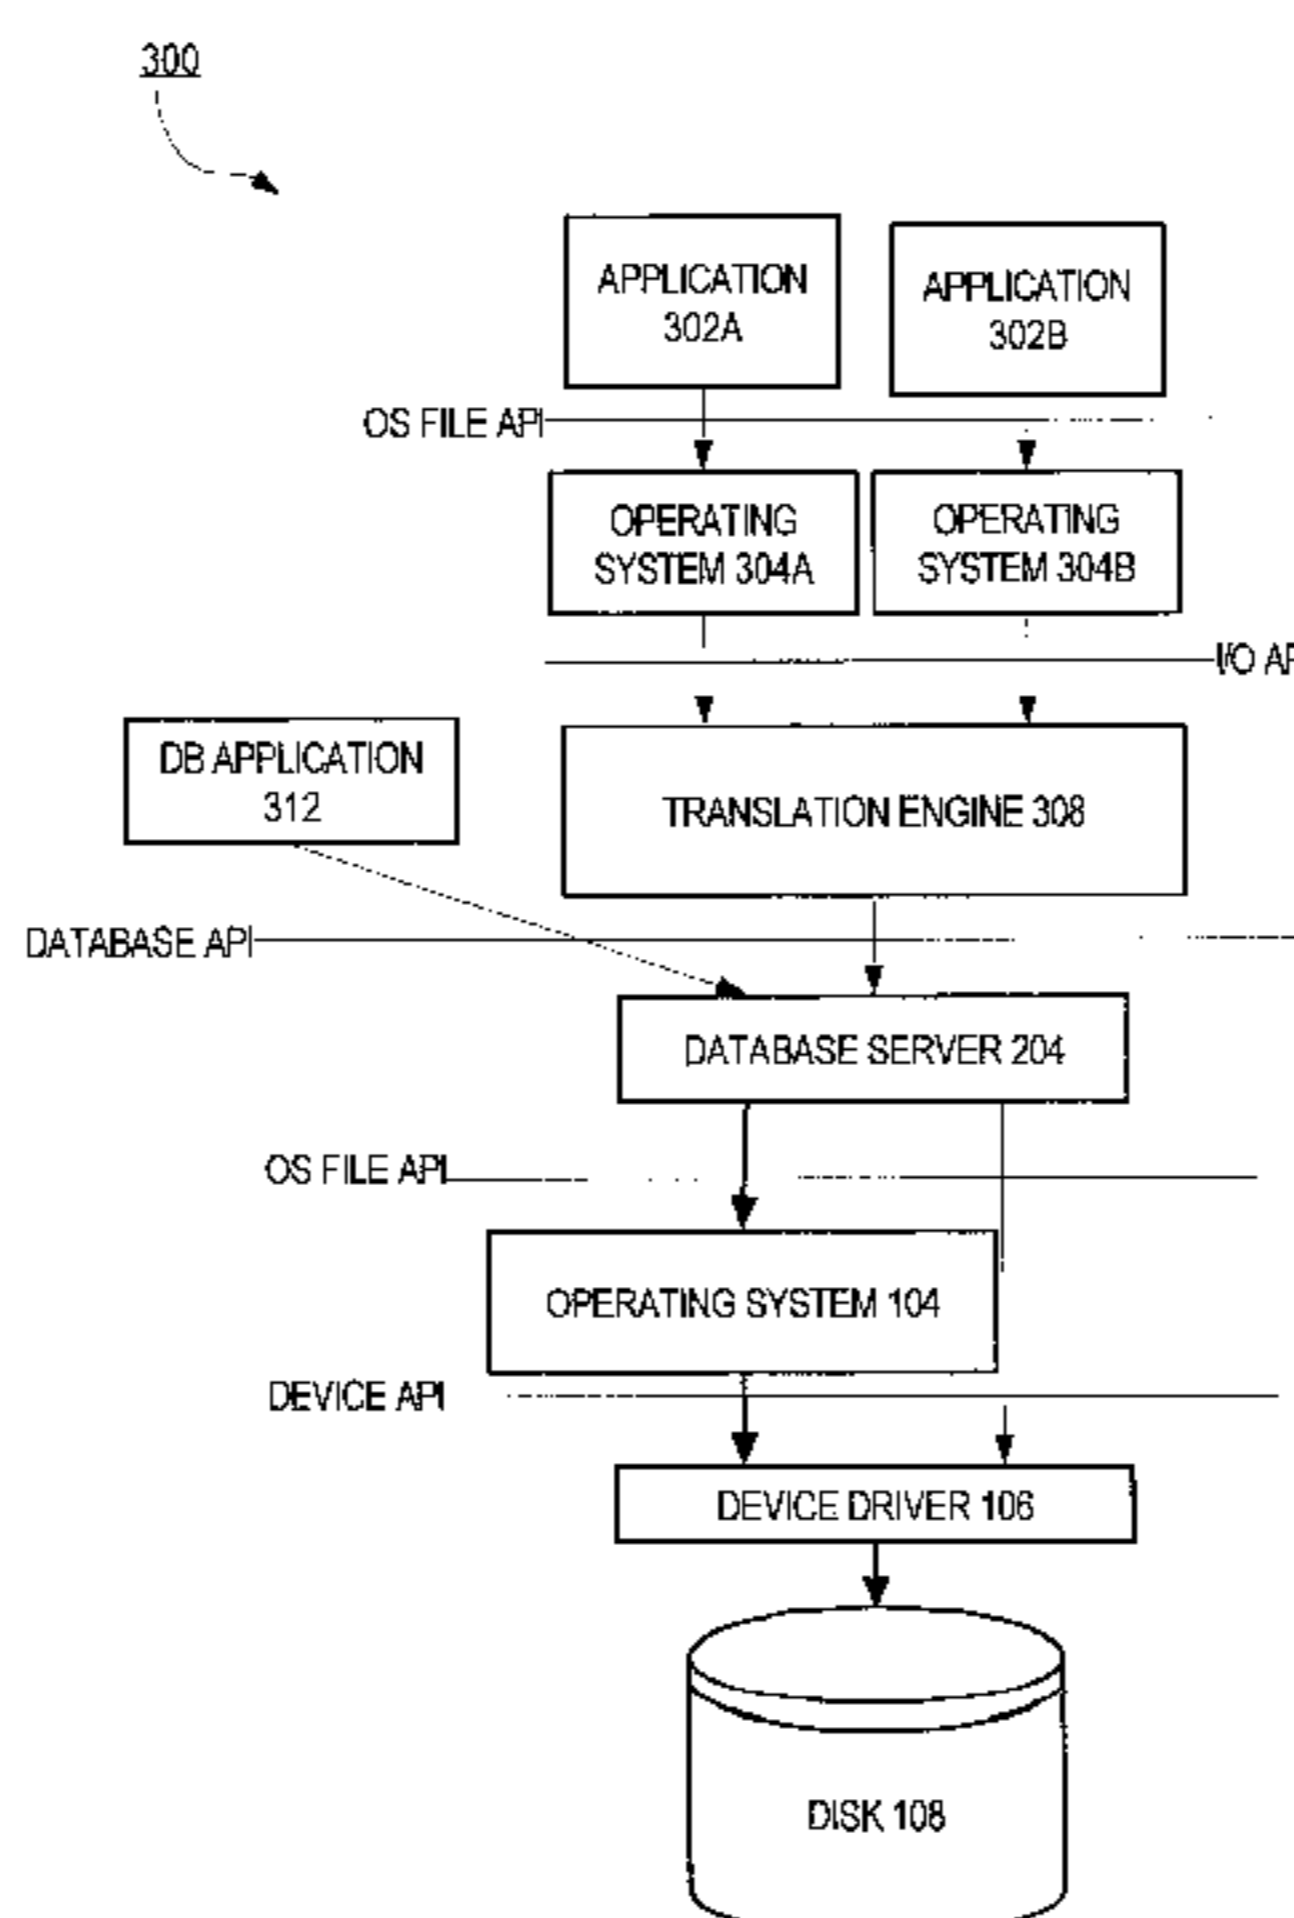 300
APPLICATION
302A
APPLICATION
302B
OS FILE API
OPERATING
SYSTEM 304A
OPERATING
SYSTEM 304B
I/O AP
DB APPLICATION
312
TRANSLATION ENGINE 308
DATABASE API
DATABASE SERVER 204
OS FILE API
OPERATING SYSTEM 104
DEVICE API
DEVICE DRIVER 106
DISK 108